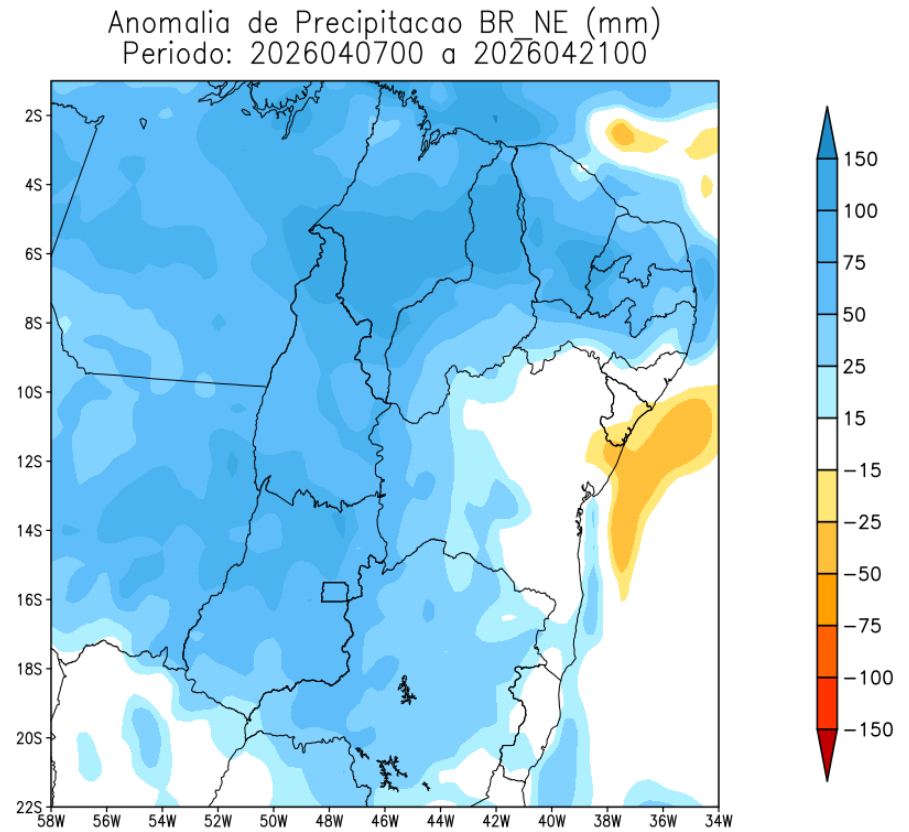 Anomalia de Precipitacao BR_NE (mm)
Periodo: 2026040700 a 2026042100
2S
4S
6S
8S
10S
12S
14S
16S
18S
20S
22S
58W 56W 54W 52W 50W 48W 46W 44W 42W 40W 38W 36W 34W
150
100
75
50
25
15
-15
-25
-50
-75
-100
-150